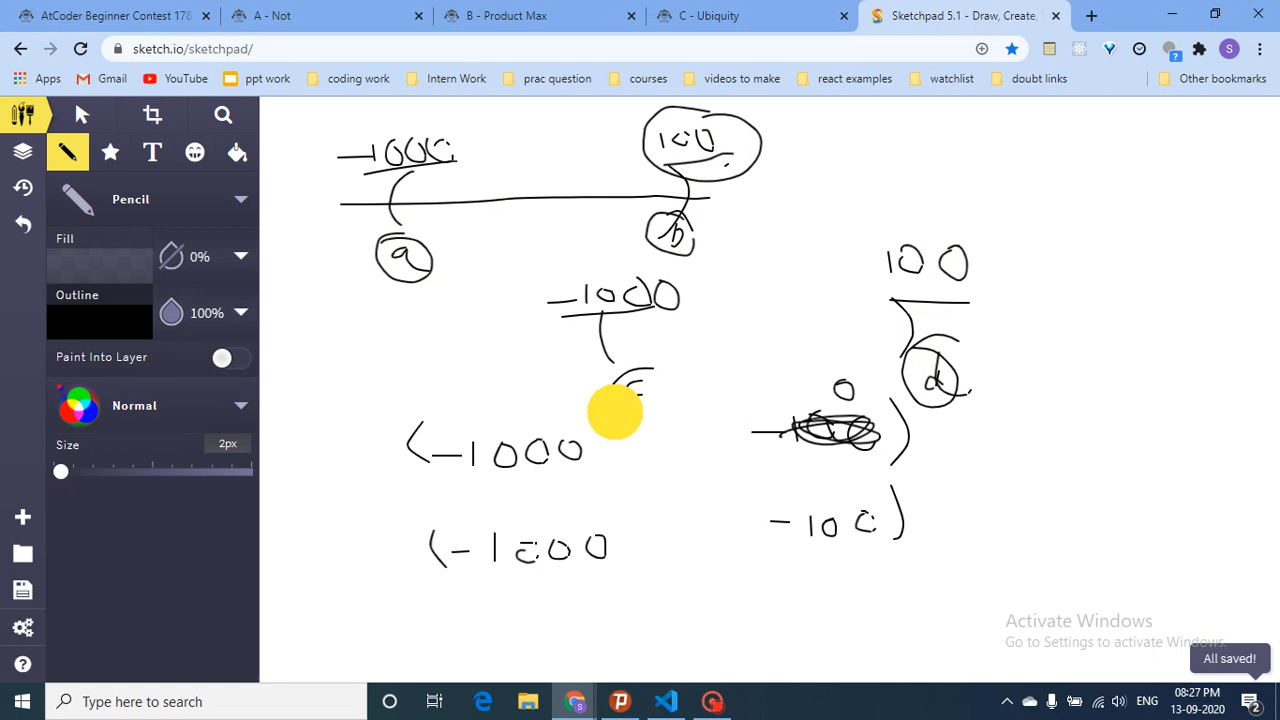 AtCoder Beginner Contest 178
A - Not
B - Product Max
C - Ubiquity
Sketchpad 5.1 - Draw, Create,
sketch.io/sketchpad/
S
Apps
Gmail
YouTube
ppt work
coding work
Intern Work
prac question
courses
videos to make
react examples
watchlist
doubt links
Other bookmarks
Pencil
Fill
0%
Outline
100%
Paint Into Layer
Normal
Size
2px
-1000
100
a
b
-1000
100
c
d
(-1000
0
)
(-1000
-100)
Activate Windows
Go to Settings to activate Windows.
All saved!
Type here to search
ENG
08:27 PM
13-09-2020
2